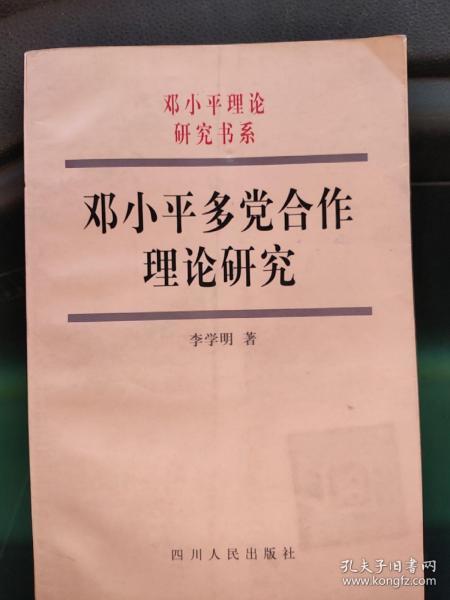 邓小平理论
研究书系
邓小平多党合作
理论研究
李学明 著
四川人民出版社
孔夫子旧书网
www.kongfz.com